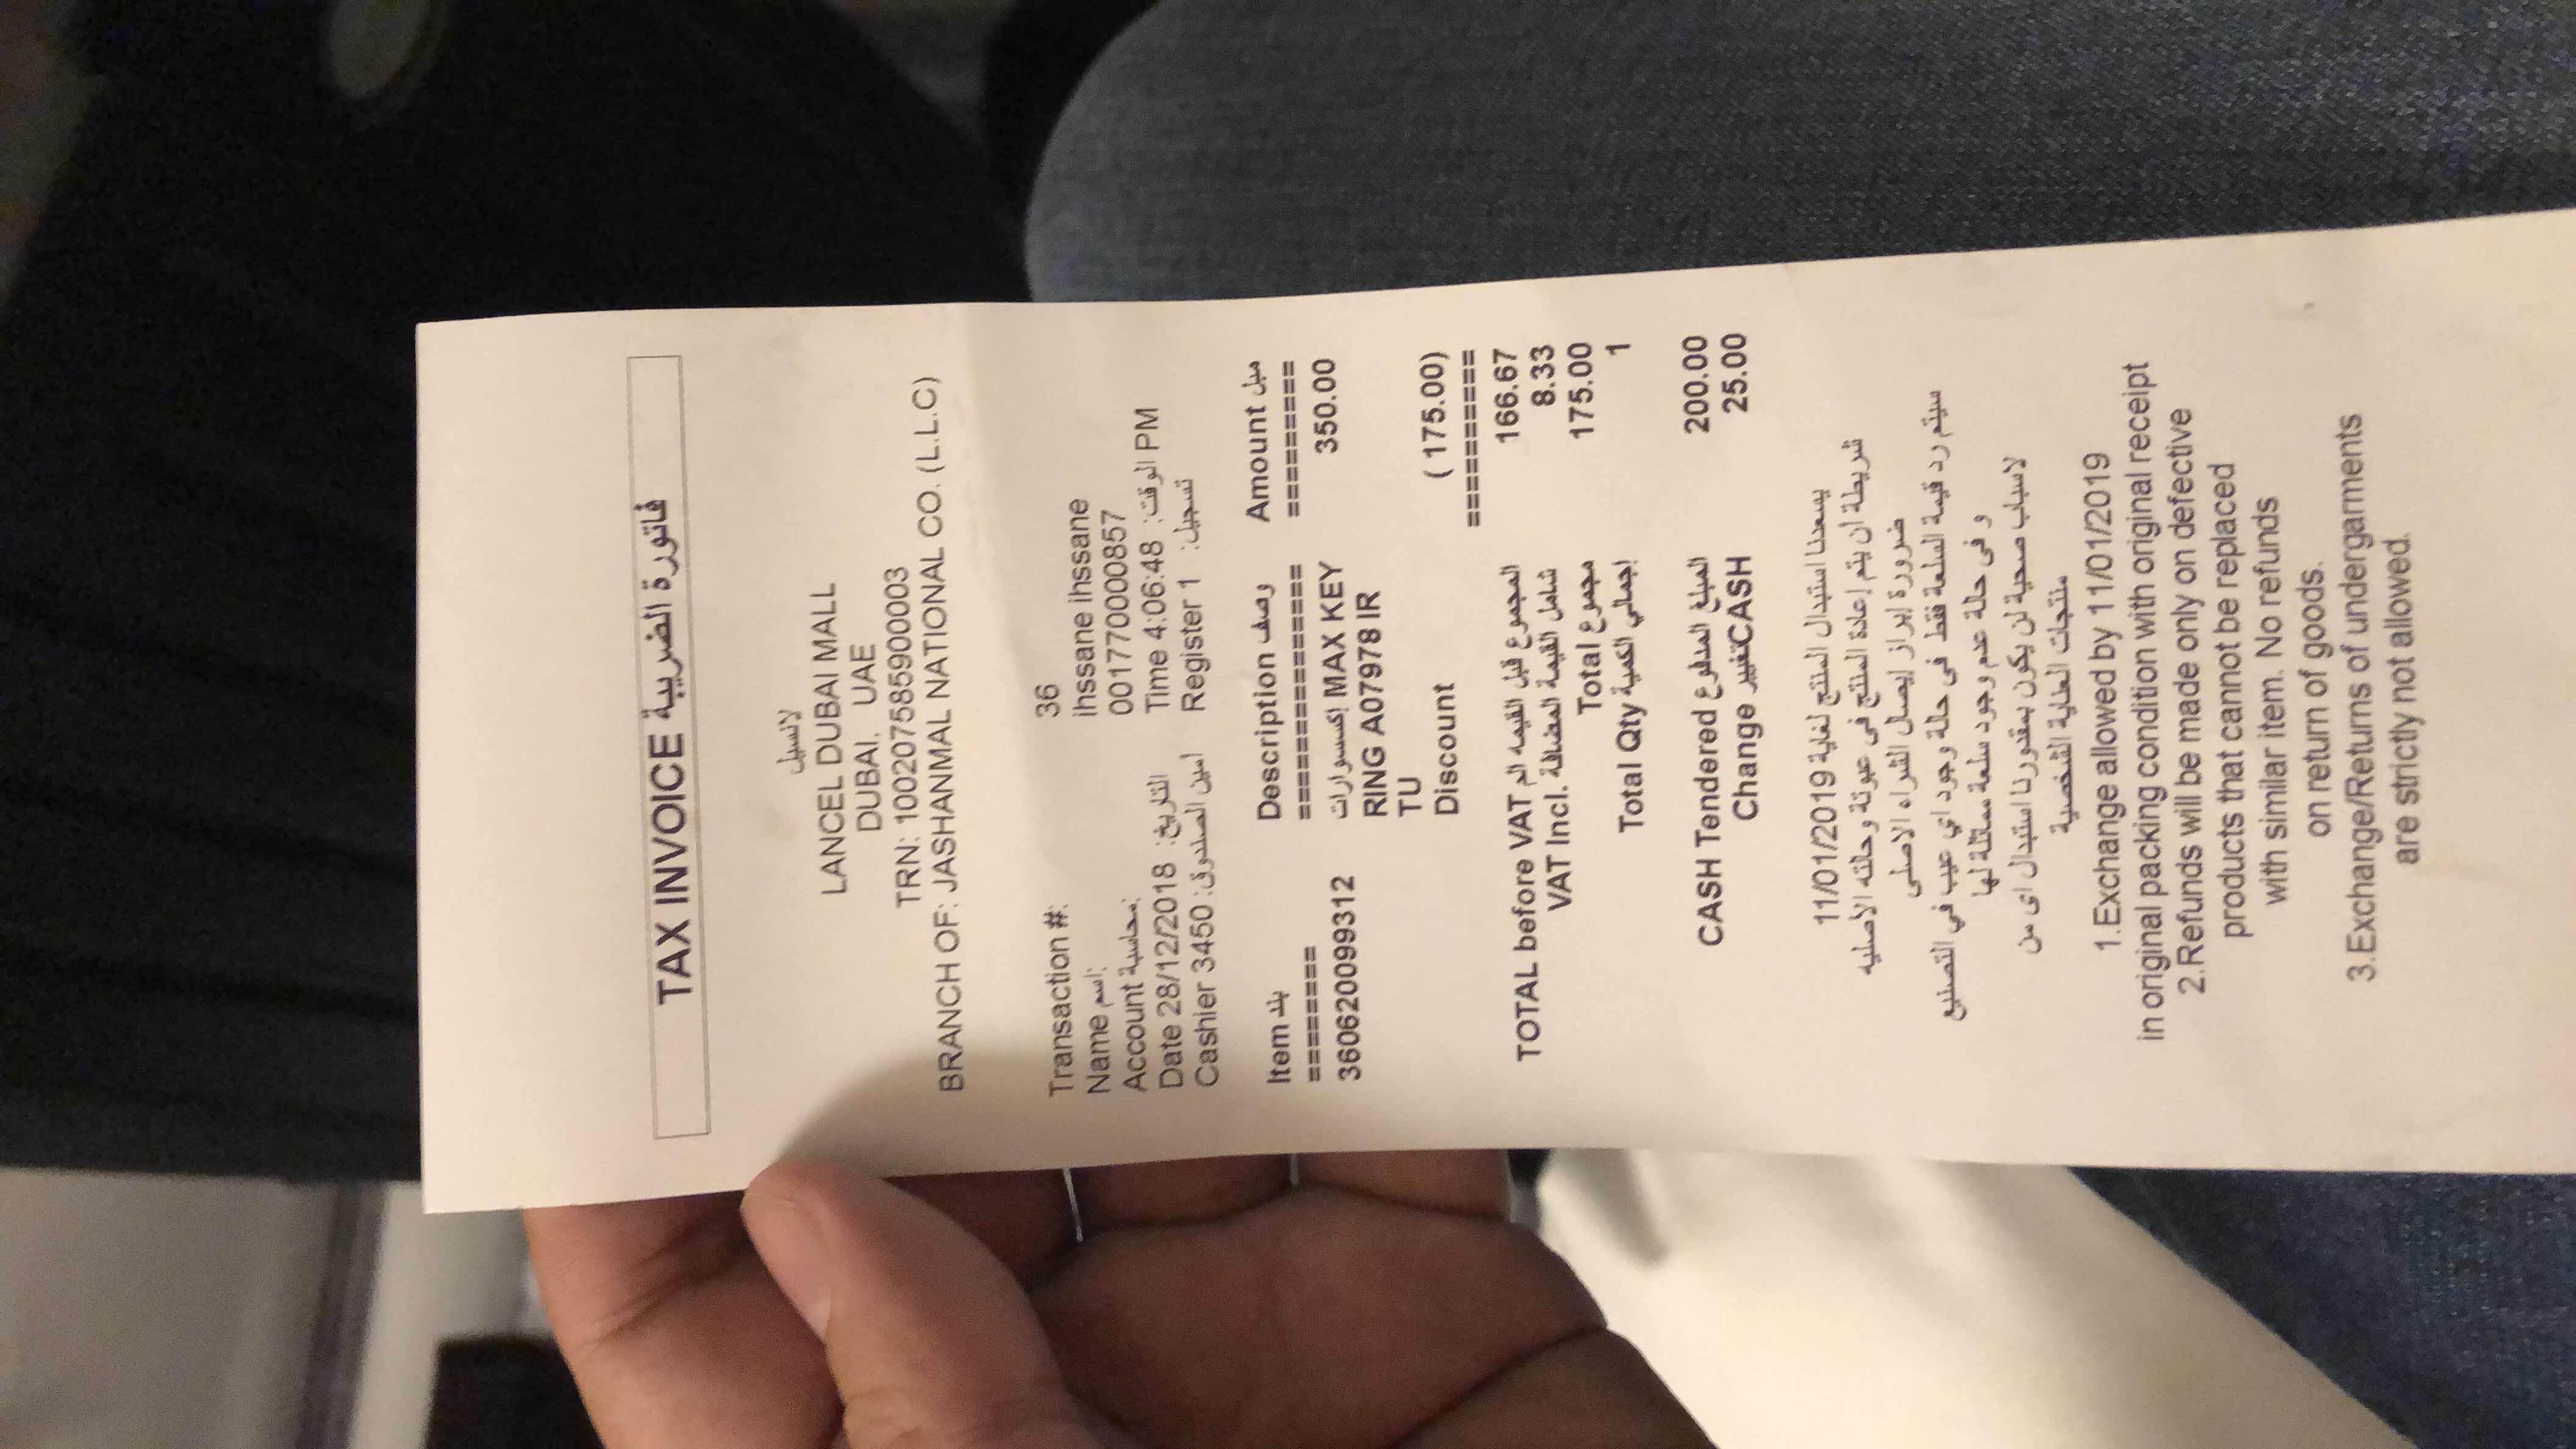 TAX INVOICE فاتورة الضريبة
لانسيل
LANCEL DUBAI MALL
DUBAI, UAE
TRN: 100207585900003
BRANCH OF: JASHANMAL NATIONAL CO. (L.L.C)
Transaction #: 36
Name اسم: ihssane ihssane
Account محاسبة: 001770000857
Date 28/12/2018 التاريخ: Time 4:06:48 الوقت: PM
Cashier 3450 أمين الصندوق: Register 1 تسجيل:
Item بند Description وصف Amount مبل
======== =============== =========
360620099312 إكسسوارات MAX KEY 350.00
RING A07978 IR
TU
Discount ( 175.00)
==========
TOTAL before VAT المجموع قبل القيمه الم 166.67
VAT Incl. شامل القيمة المضافة 8.33
Total مجموع 175.00
Total Qty إجمالي الكمية 1
CASH Tendered المبلغ المدفوع 200.00
Change تغيير CASH 25.00
يسعدنا استبدال المنتج لغاية 11/01/2019
شريطة أن يتم إعادة المنتج فى عبوتة وحالته الأصليه
ضرورة إبراز إيصال الشراء الاصلى
سيتم رد قيمة السلعة فقط فى حالة وجود اي عيب في التصنيع
و فى حالة عدم وجود سلعة مماثلة لها
لاسباب صحية لن يكون بمقدورنا استبدال اى من
منتجات العناية الشخصية
1.Exchange allowed by 11/01/2019
in original packing condition with original receipt
2.Refunds will be made only on defective
products that cannot be replaced
with similar item. No refunds
on return of goods.
3.Exchange/Returns of undergarments
are strictly not allowed.